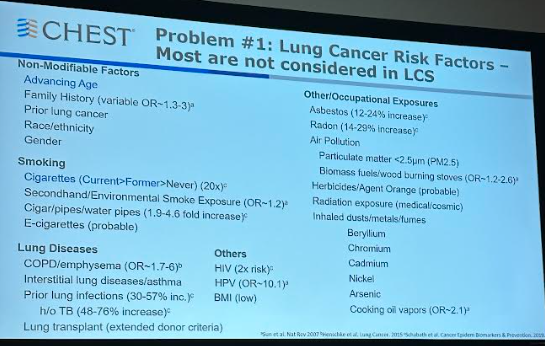 CHEST
Problem #1: Lung Cancer Risk Factors –
Most are not considered in LCS
Non-Modifiable Factors
Advancing Age
Family History (variable OR~1.3-3)ᵃ
Prior lung cancer
Race/ethnicity
Gender
Smoking
Cigarettes (Current>Former>Never) (20x)ᶜ
Secondhand/Environmental Smoke Exposure (OR~1.2)ᵃ
Cigar/pipes/water pipes (1.9-4.6 fold increase)ᶜ
E-cigarettes (probable)
Lung Diseases
COPD/emphysema (OR~1.7-6)ᵇ
Interstitial lung diseases/asthma
Prior lung infections (30-57% inc.)ᶜ
h/o TB (48-76% increase)ᶜ
Lung transplant (extended donor criteria)
Others
HIV (2x risk)ᶜ
HPV (OR~10.1)ᵃ
BMI (low)
Other/Occupational Exposures
Asbestos (12-24% increase)ᶜ
Radon (14-29% increase)ᶜ
Air Pollution
Particulate matter <2.5µm (PM2.5)
Biomass fuels/wood burning stoves (OR~1.2-2.6)ᵃ
Herbicides/Agent Orange (probable)
Radiation exposure (medical/cosmic)
Inhaled dusts/metals/fumes
Beryllium
Chromium
Cadmium
Nickel
Arsenic
Cooking oil vapors (OR~2.1)ᵃ
ᵃSun et al. Nat Rev 2007 ᵇHenschke et al. Lung Cancer. 2015 ᶜSchabath et al. Cancer Epidem Biomarkers & Prevention.